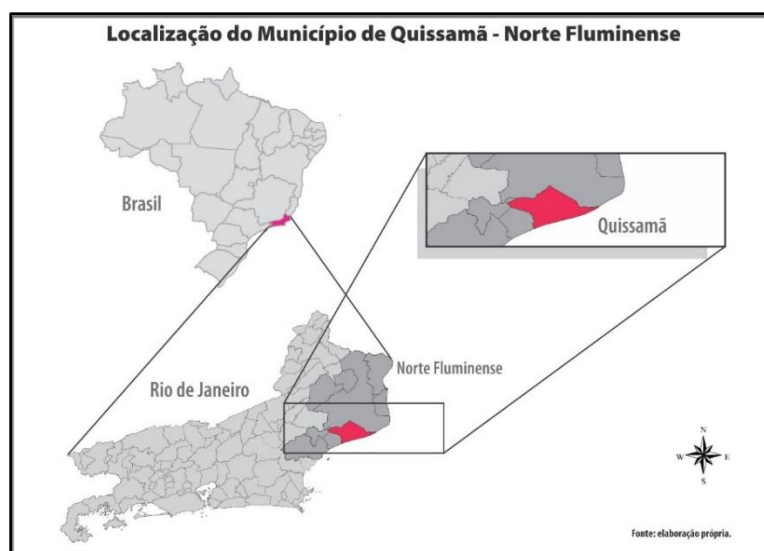 Localização do Município de Quissamã - Norte Fluminense
Brasil
Quissamã
Norte Fluminense
Rio de Janeiro
N
W E
S
Fonte: elaboração própria.